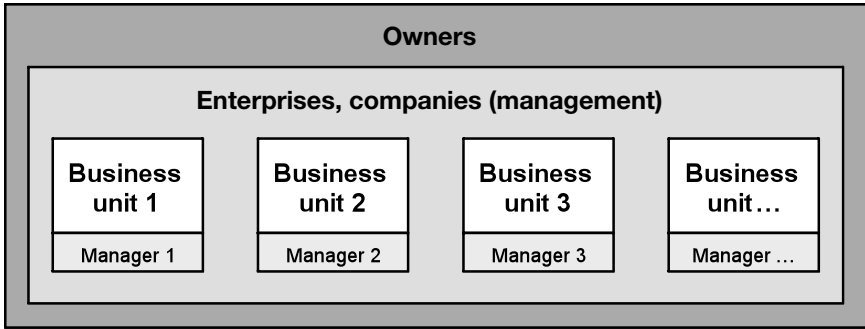 Owners
Enterprises, companies (management)
Business
unit 1
Manager 1
Business
unit 2
Manager 2
Business
unit 3
Manager 3
Business
unit...
Manager ...